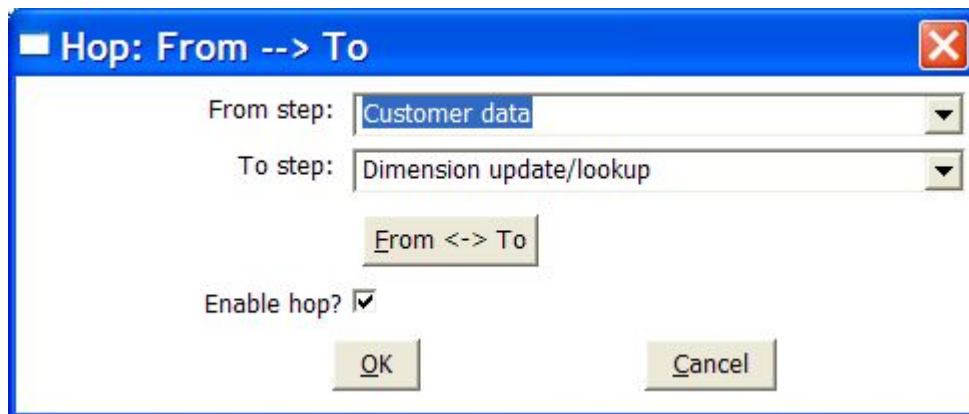 Hop: From --> To
From step: Customer data
To step: Dimension update/lookup
From <-> To
Enable hop?
OK Cancel